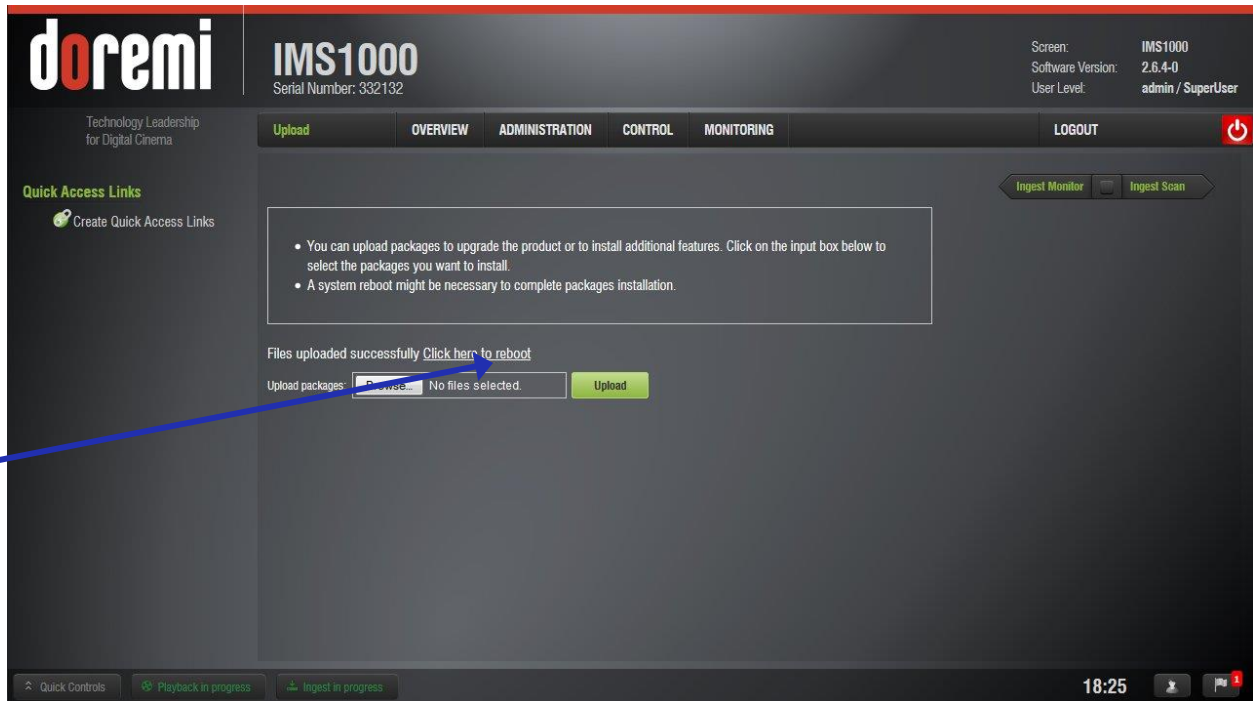 doremi
Technology Leadership
for Digital Cinema
IMS1000
Serial Number: 332132
Screen: IMS1000
Software Version: 2.6.4-0
User Level: admin / SuperUser
Upload OVERVIEW ADMINISTRATION CONTROL MONITORING LOGOUT
Quick Access Links
Create Quick Access Links
Ingest Monitor Ingest Scan
• You can upload packages to upgrade the product or to install additional features. Click on the input box below to
select the packages you want to install.
• A system reboot might be necessary to complete packages installation.
Files uploaded successfully Click here to reboot
Upload packages: Browse... No files selected. Upload
Quick Controls Playback in progress Ingest in progress 18:25 1